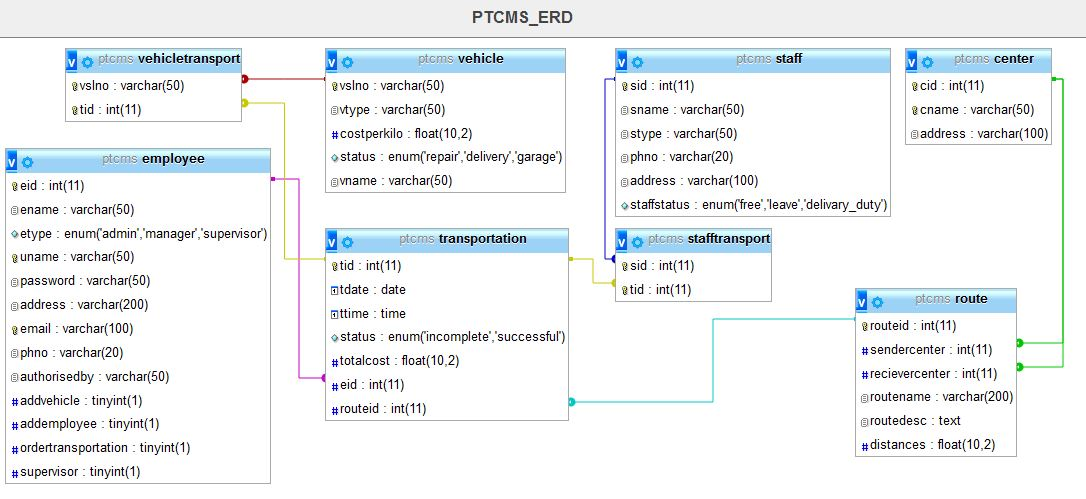 PTCMS_ERD
v ptcms vehicletransport
vslno : varchar(50)
tid : int(11)
v ptcms vehicle
vslno : varchar(50)
vtype : varchar(50)
# costperkilo : float(10,2)
status : enum('repair','delivery','garage')
vname : varchar(50)
v ptcms staff
sid : int(11)
sname : varchar(50)
stype : varchar(50)
phno : varchar(20)
address : varchar(100)
staffstatus : enum('free','leave','delivary_duty')
v ptcms center
cid : int(11)
cname : varchar(50)
address : varchar(100)
v ptcms employee
eid : int(11)
ename : varchar(50)
etype : enum('admin','manager','supervisor')
uname : varchar(50)
password : varchar(50)
address : varchar(200)
email : varchar(100)
phno : varchar(20)
authorisedby : varchar(50)
# addvehicle : tinyint(1)
# addemployee : tinyint(1)
# ordertransportation : tinyint(1)
# supervisor : tinyint(1)
v ptcms transportation
tid : int(11)
tdate : date
ttime : time
status : enum('incomplete','successful')
# totalcost : float(10,2)
# eid : int(11)
# routeid : int(11)
v ptcms stafftransport
sid : int(11)
tid : int(11)
v ptcms route
routeid : int(11)
# sendercenter : int(11)
# recievercenter : int(11)
routename : varchar(200)
routedesc : text
# distances : float(10,2)